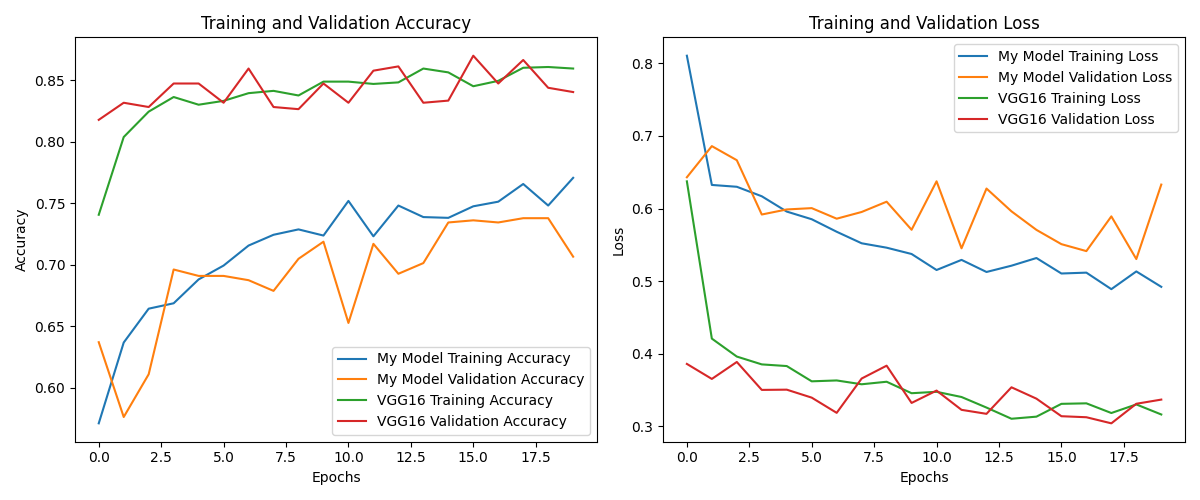 Training and Validation Accuracy
Accuracy
0.85
0.80
0.75
0.70
0.65
0.60
My Model Training Accuracy
My Model Validation Accuracy
VGG16 Training Accuracy
VGG16 Validation Accuracy
0.0 2.5 5.0 7.5 10.0 12.5 15.0 17.5
Epochs
Training and Validation Loss
Loss
0.8
0.7
0.6
0.5
0.4
0.3
My Model Training Loss
My Model Validation Loss
VGG16 Training Loss
VGG16 Validation Loss
0.0 2.5 5.0 7.5 10.0 12.5 15.0 17.5
Epochs